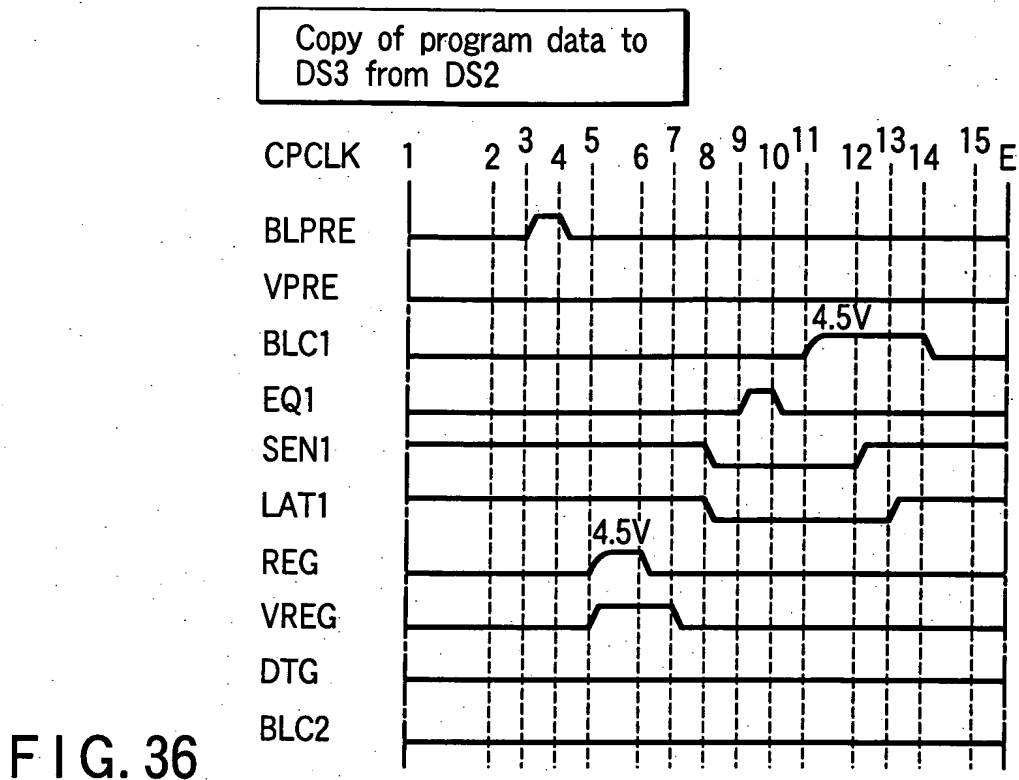 Copy of program data to
DS3 from DS2
CPCLK 1 2 3 4 5 6 7 8 9 10 11 12 13 14 15 E
BLPRE
VPRE
BLC1 4.5V
EQ1
SEN1
LAT1
REG 4.5V
VREG
DTG
BLC2
FIG. 36